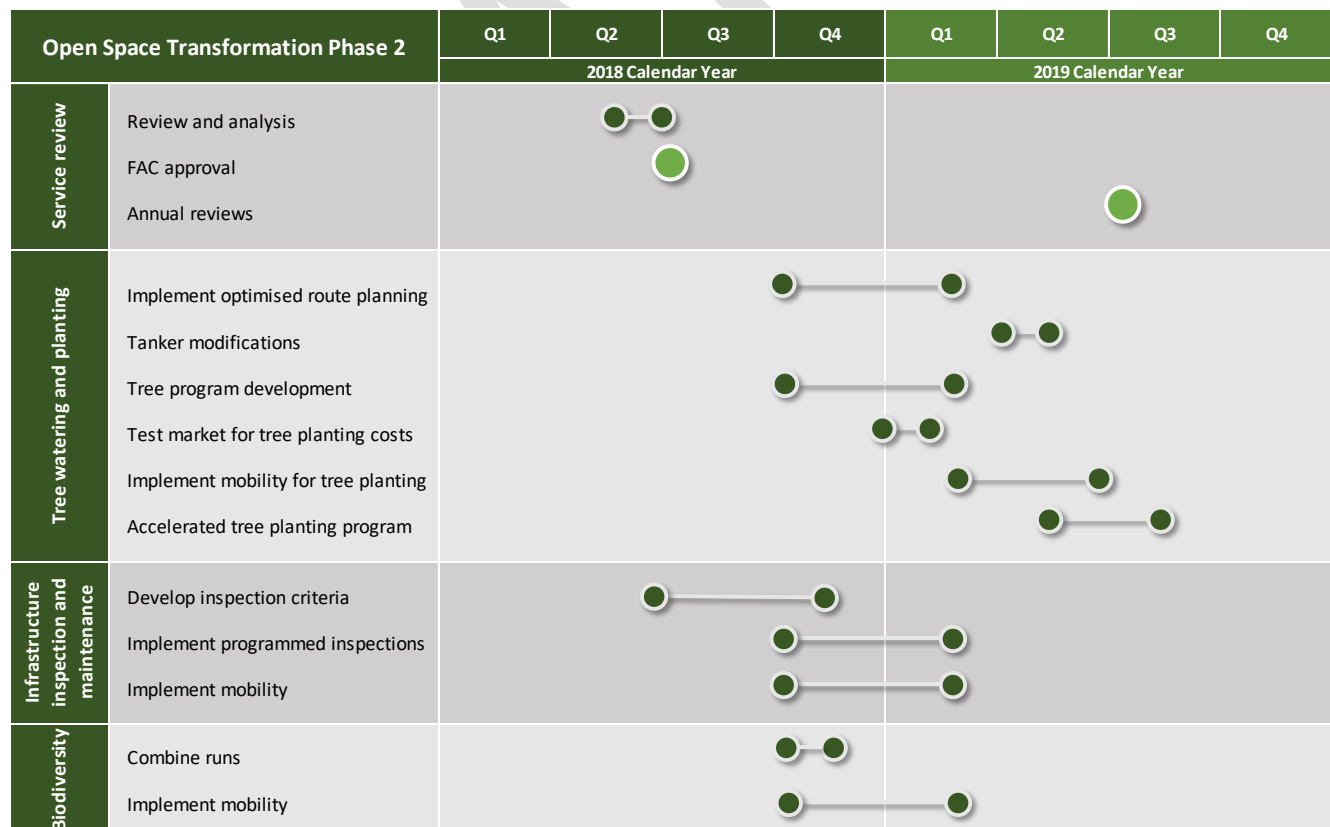 Open Space Transformation Phase 2
Q1 Q2 Q3 Q4 Q1 Q2 Q3 Q4
2018 Calendar Year 2019 Calendar Year
Service review
Review and analysis
FAC approval
Annual reviews
Tree watering and planting
Implement optimised route planning
Tanker modifications
Tree program development
Test market for tree planting costs
Implement mobility for tree planting
Accelerated tree planting program
Infrastructure
inspection and
maintenance
Develop inspection criteria
Implement programmed inspections
Implement mobility
Biodiversity
Combine runs
Implement mobility